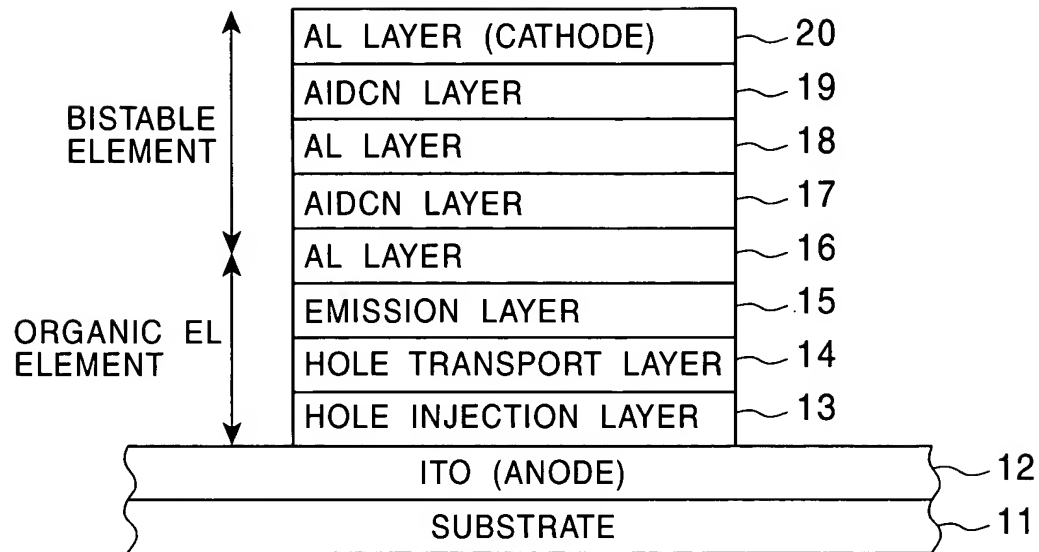 AL LAYER (CATHODE) 20
AIDCN LAYER 19
BISTABLE
ELEMENT
AL LAYER 18
AIDCN LAYER 17
AL LAYER 16
EMISSION LAYER 15
ORGANIC EL
ELEMENT
HOLE TRANSPORT LAYER 14
HOLE INJECTION LAYER 13
ITO (ANODE) 12
SUBSTRATE 11